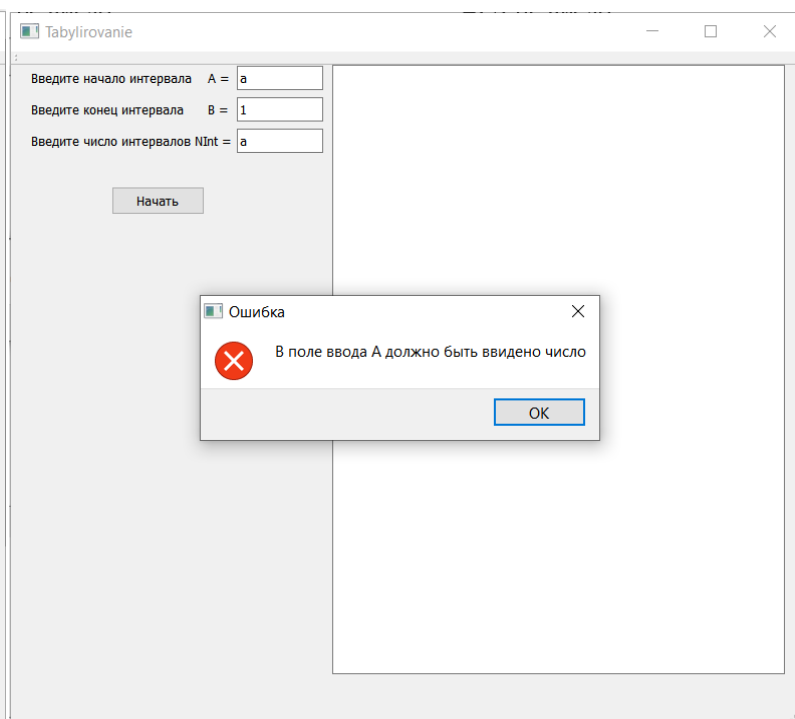 Tabylirovanie
Введите начало интервала A = a
Введите конец интервала B = 1
Введите число интервалов NInt = a
Начать
Ошибка
В поле ввода А должно быть ввидено число
OK